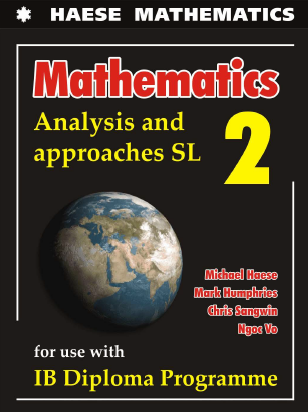 HAESE MATHEMATICS
Mathematics
Analysis and
approaches SL
2
Michael Haese
Mark Humphries
Chris Sangwin
Ngoc Vo
for use with
IB Diploma Programme